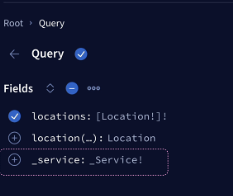 Root › Query
← Query
Fields
locations: [Location!]!
location(…): Location
_service: _Service!